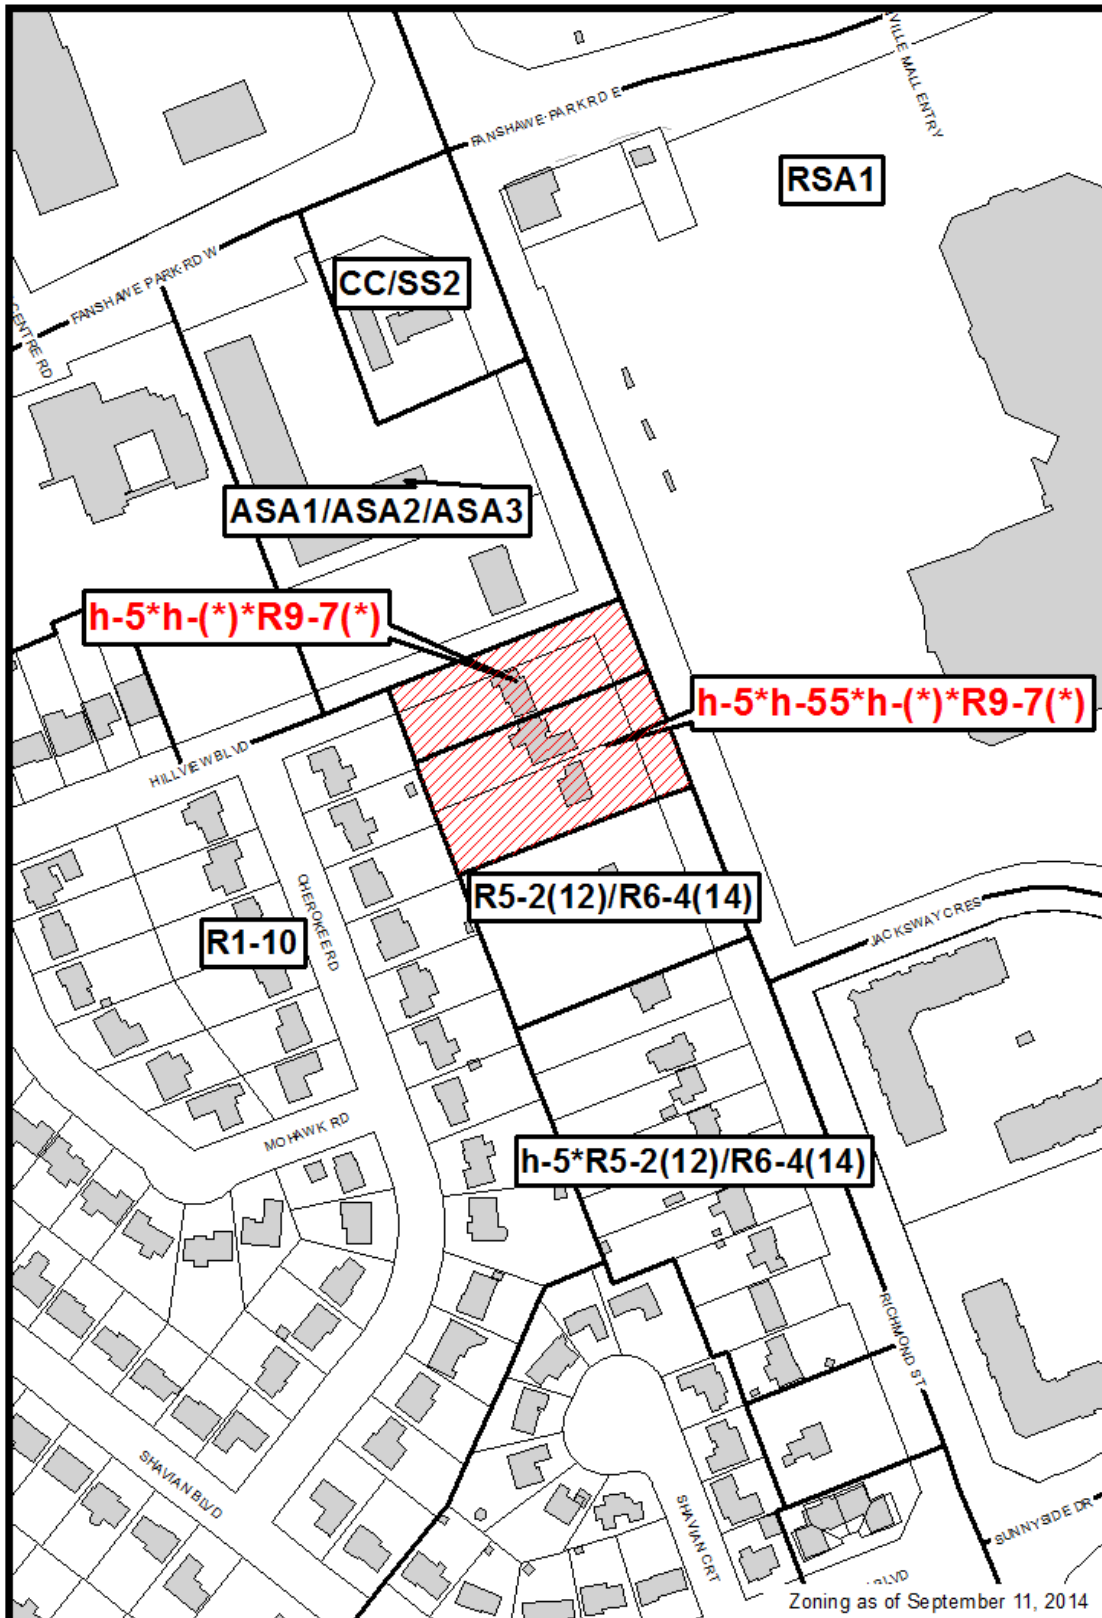 VILLE MALL ENTRY
FANSHAWE PARK RD E
RSA1
FANSHAWE PARK RD W
CC/SS2
CENTRE RD
ASA1/ASA2/ASA3
h-5*h-(*)*R9-7(*)
h-5*h-55*h-(*)*R9-7(*)
HILLVIEW BLVD
CHEROKEE RD
R5-2(12)/R6-4(14)
R1-10
JACKSWAY CRES
MOHAWK RD
h-5*R5-2(12)/R6-4(14)
RICHMOND ST
SHAVIAN BLVD
SHAVIAN CRT
SUNNYSIDE DR
BLVD
Zoning as of September 11, 2014